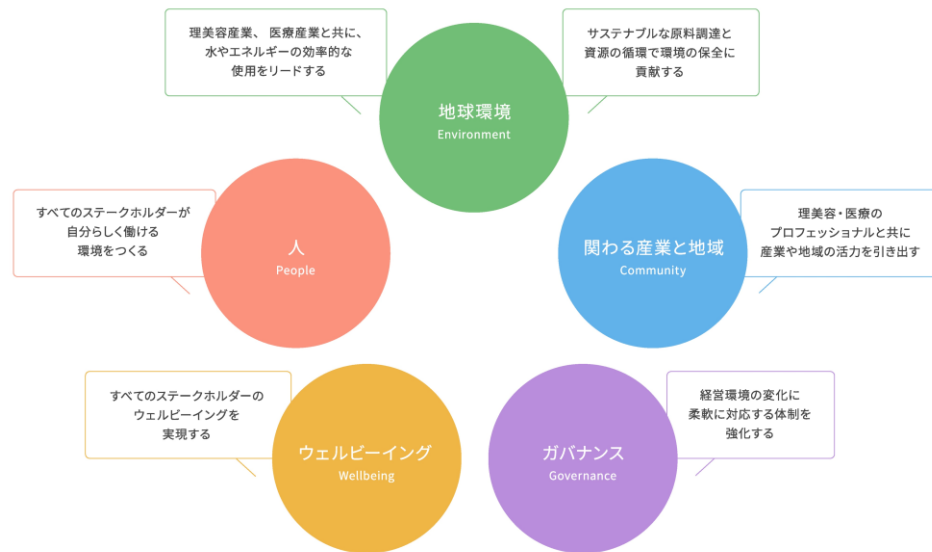 理美容産業、 医療産業と共に、
水やエネルギーの効率的な
使用をリードする
サステナブルな原料調達と
資源の循環で環境の保全に
貢献する
地球環境
Environment
すべてのステークホルダーが
自分らしく働ける
環境をつくる
人
People
関わる産業と地域
Community
理美容・医療の
プロフェッショナルと共に
産業や地域の活力を引き出す
すべてのステークホルダーの
ウェルビーイングを
実現する
ウェルビーイング
Wellbeing
ガバナンス
Governance
経営環境の変化に
柔軟に対応する体制を
強化する